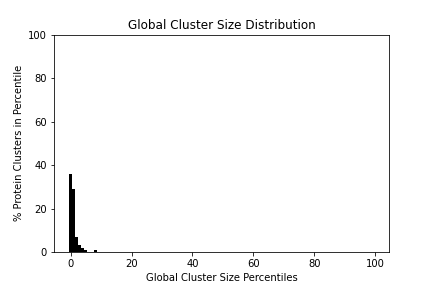 Global Cluster Size Distribution
100
80
60
40
20
0
% Protein Clusters in Percentile
0 20 40 60 80 100
Global Cluster Size Percentiles